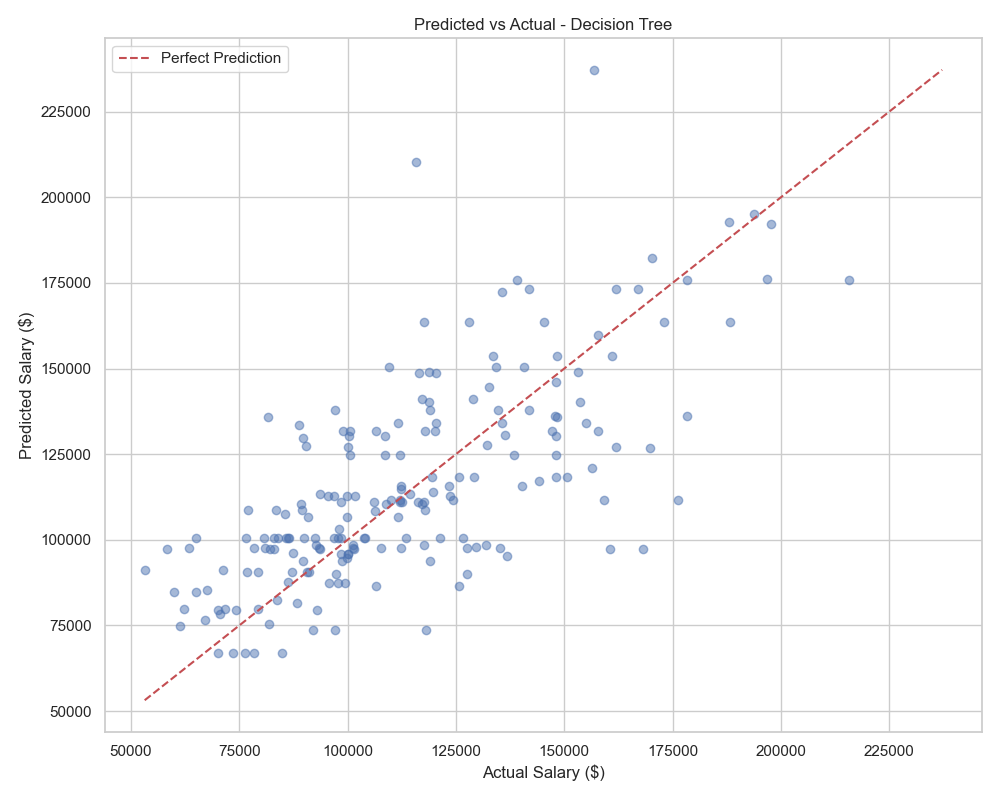 Predicted vs Actual - Decision Tree
Perfect Prediction
225000
200000
175000
150000
125000
100000
75000
50000
Predicted Salary ($)
50000 75000 100000 125000 150000 175000 200000 225000
Actual Salary ($)